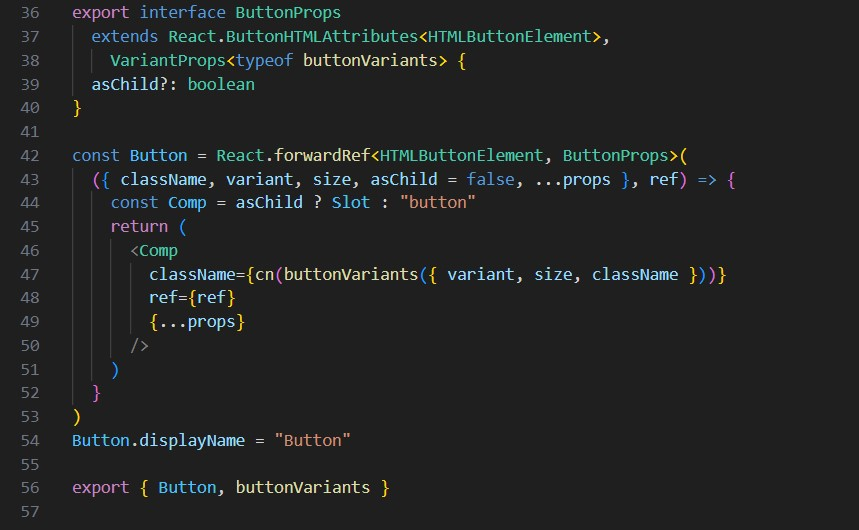 36 export interface ButtonProps
37   extends React.ButtonHTMLAttributes<HTMLButtonElement>,
38     VariantProps<typeof buttonVariants> {
39   asChild?: boolean
40 }
41
42 const Button = React.forwardRef<HTMLButtonElement, ButtonProps>(
43   ({ className, variant, size, asChild = false, ...props }, ref) => {
44     const Comp = asChild ? Slot : "button"
45     return (
46       <Comp
47         className={cn(buttonVariants({ variant, size, className }))}
48         ref={ref}
49         {...props}
50       />
51     )
52   }
53 )
54 Button.displayName = "Button"
55
56 export { Button, buttonVariants }
57